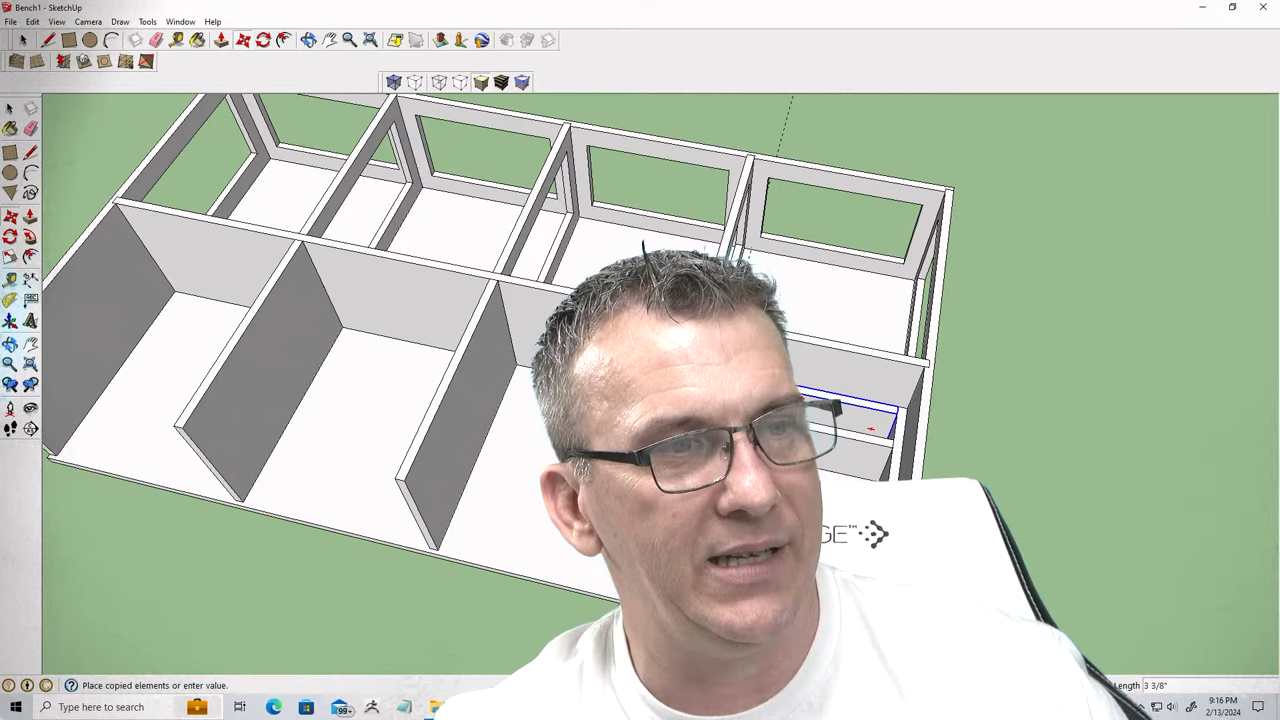 Bench1 - SketchUp
File Edit View Camera Draw Tools Window Help
GE™
Place copied elements or enter value.
Length 3 3/8"
Type here to search
99+
9:16 PM
2/13/2024